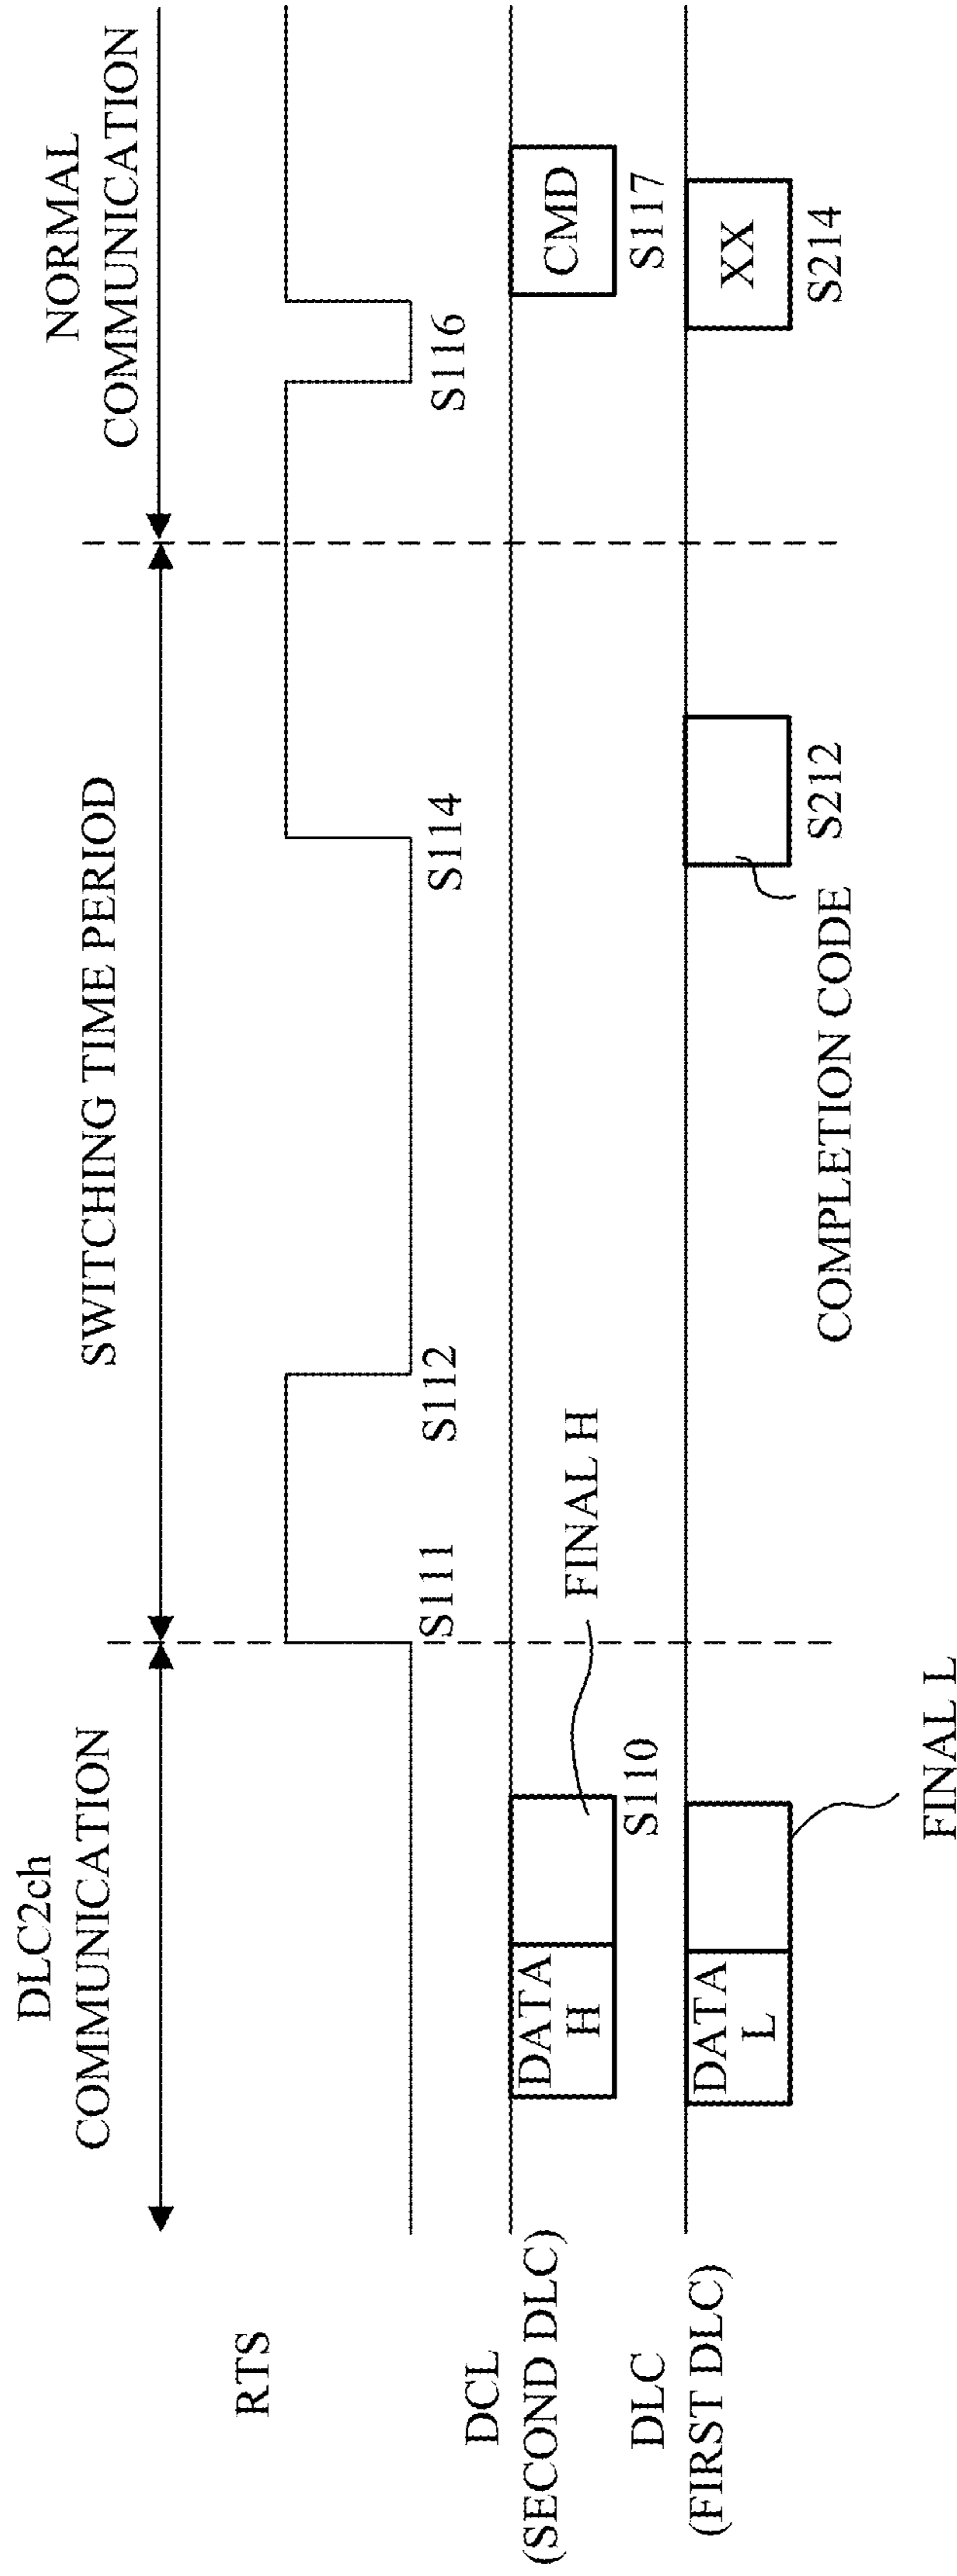 DLC2ch
COMMUNICATION
SWITCHING TIME PERIOD
NORMAL
COMMUNICATION
RTS
S111
S112
S114
S116
DCL
(SECOND DLC)
DATA
H
S110
FINAL H
CMD
S117
DLC
(FIRST DLC)
DATA
L
FINAL L
COMPLETION CODE
S212
XX
S214